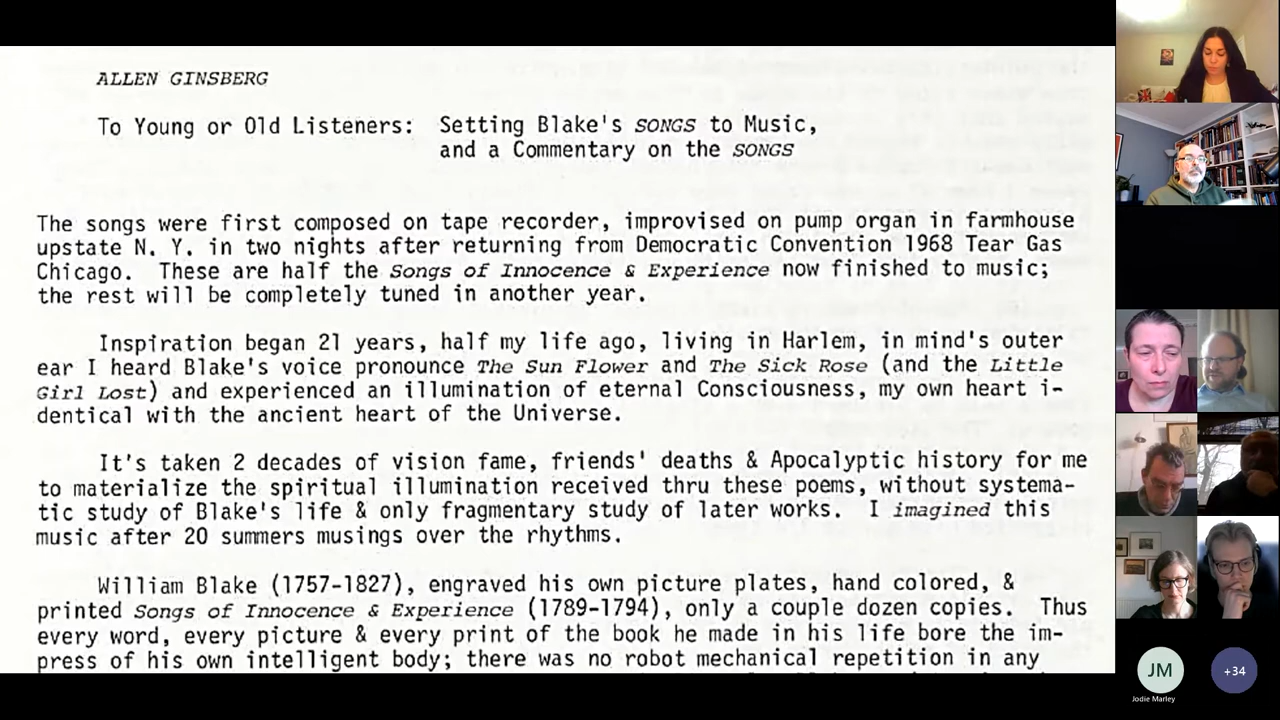 ALLEN GINSBERG
To Young or Old Listeners: Setting Blake's SONGS to Music,
and a Commentary on the SONGS
The songs were first composed on tape recorder, improvised on pump organ in farmhouse
upstate N. Y. in two nights after returning from Democratic Convention 1968 Tear Gas
Chicago. These are half the Songs of Innocence & Experience now finished to music;
the rest will be completely tuned in another year.
Inspiration began 21 years, half my life ago, living in Harlem, in mind's outer
ear I heard Blake's voice pronounce The Sun Flower and The Sick Rose (and the Little
Girl Lost) and experienced an illumination of eternal Consciousness, my own heart i-
dentical with the ancient heart of the Universe.
It's taken 2 decades of vision fame, friends' deaths & Apocalyptic history for me
to materialize the spiritual illumination received thru these poems, without systema-
tic study of Blake's life & only fragmentary study of later works. I imagined this
music after 20 summers musings over the rhythms.
William Blake (1757-1827), engraved his own picture plates, hand colored, &
printed Songs of Innocence & Experience (1789-1794), only a couple dozen copies. Thus
every word, every picture & every print of the book he made in his life bore the im-
press of his own intelligent body; there was no robot mechanical repetition in any
JM
+34
Jodie Marley